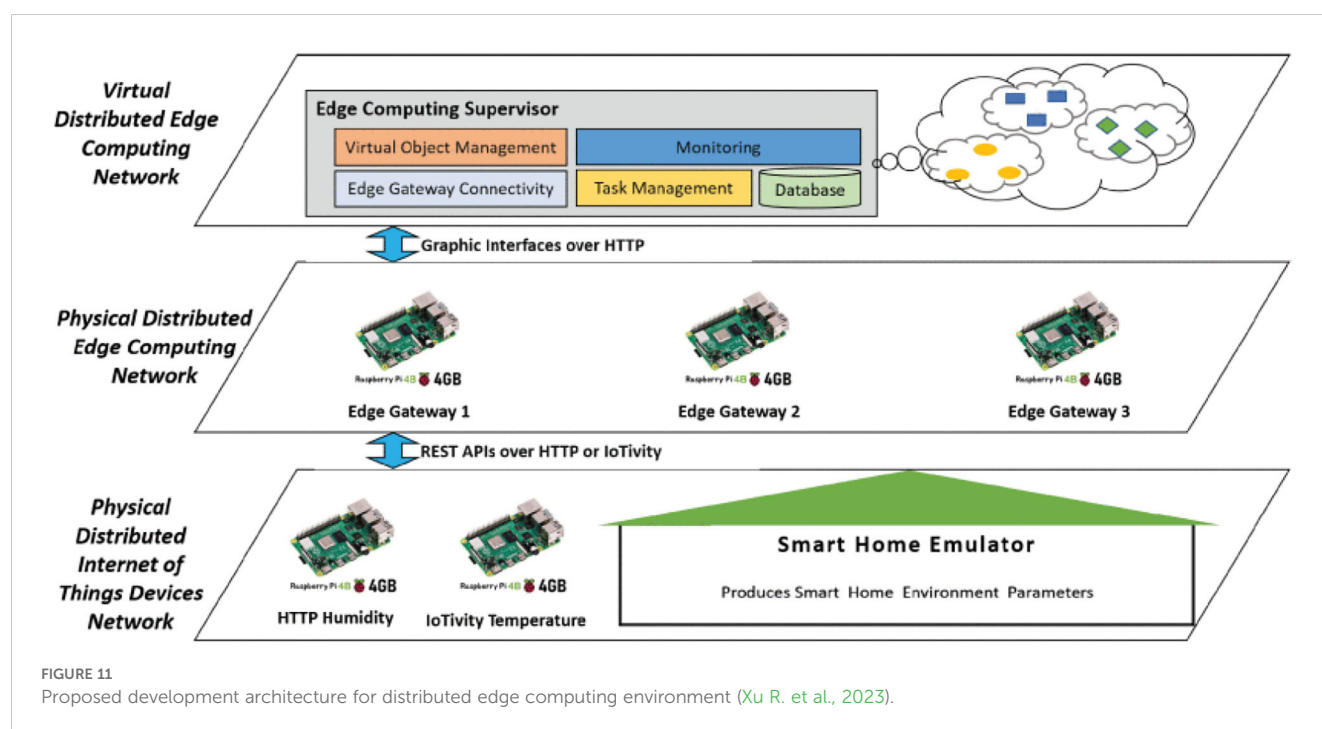 Virtual
Distributed Edge
Computing
Network
Edge Computing Supervisor
Virtual Object Management
Monitoring
Edge Gateway Connectivity
Task Management
Database
Graphic Interfaces over HTTP
Physical Distributed
Edge Computing
Network
Raspberry Pi 4B 4GB
Edge Gateway 1
Raspberry Pi 4B 4GB
Edge Gateway 2
Raspberry Pi 4B 4GB
Edge Gateway 3
REST APIs over HTTP or IoTivity
Physical
Distributed
Internet of
Things Devices
Network
Raspberry Pi 4B 4GB
HTTP Humidity
Raspberry Pi 4B 4GB
IoTivity Temperature
Smart Home Emulator
Produces Smart Home Environment Parameters
FIGURE 11
Proposed development architecture for distributed edge computing environment (Xu R. et al., 2023).